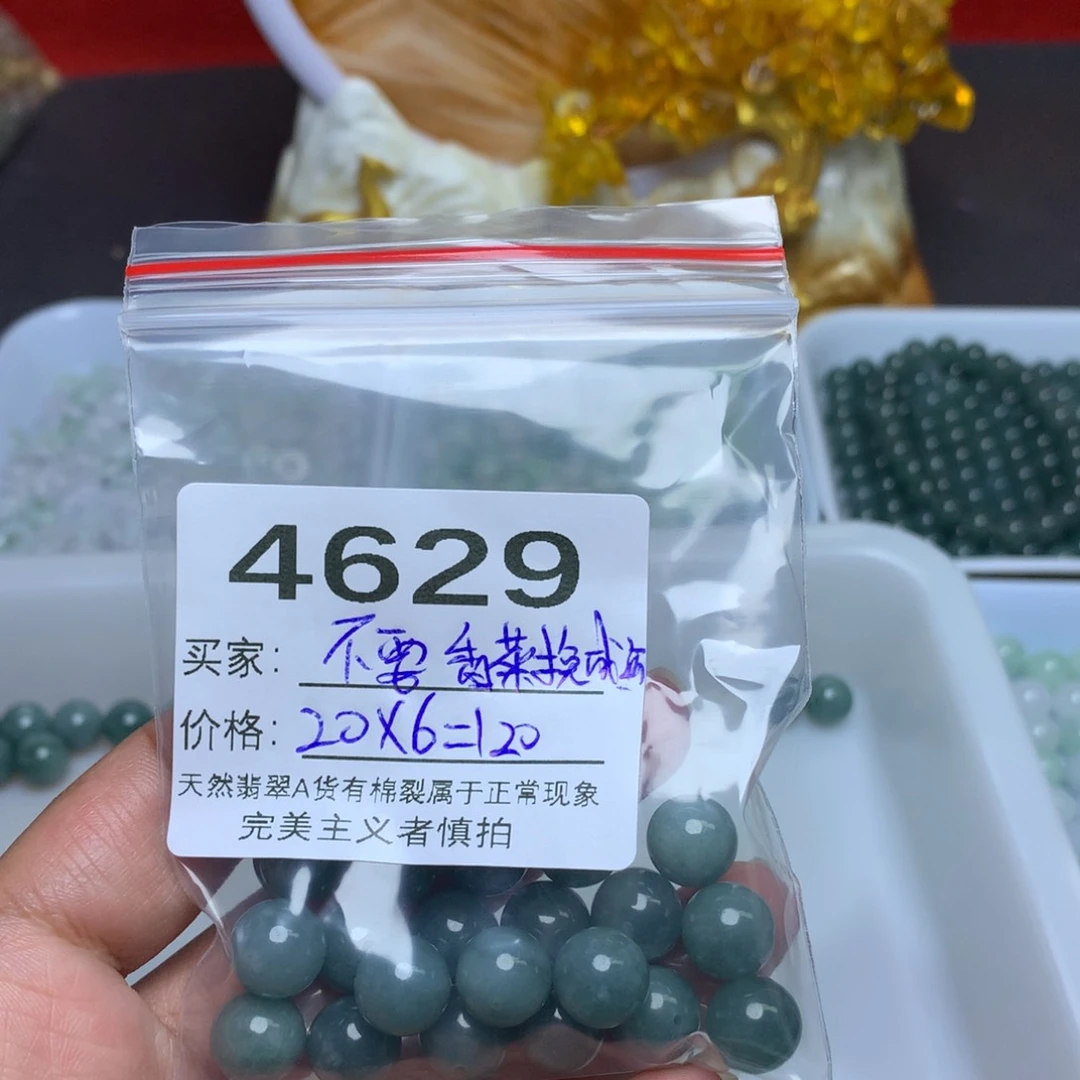 4629
买家: 不要香菜换成
价格: 20X6=120
天然翡翠A货有棉裂属于正常现象
完美主义者慎拍